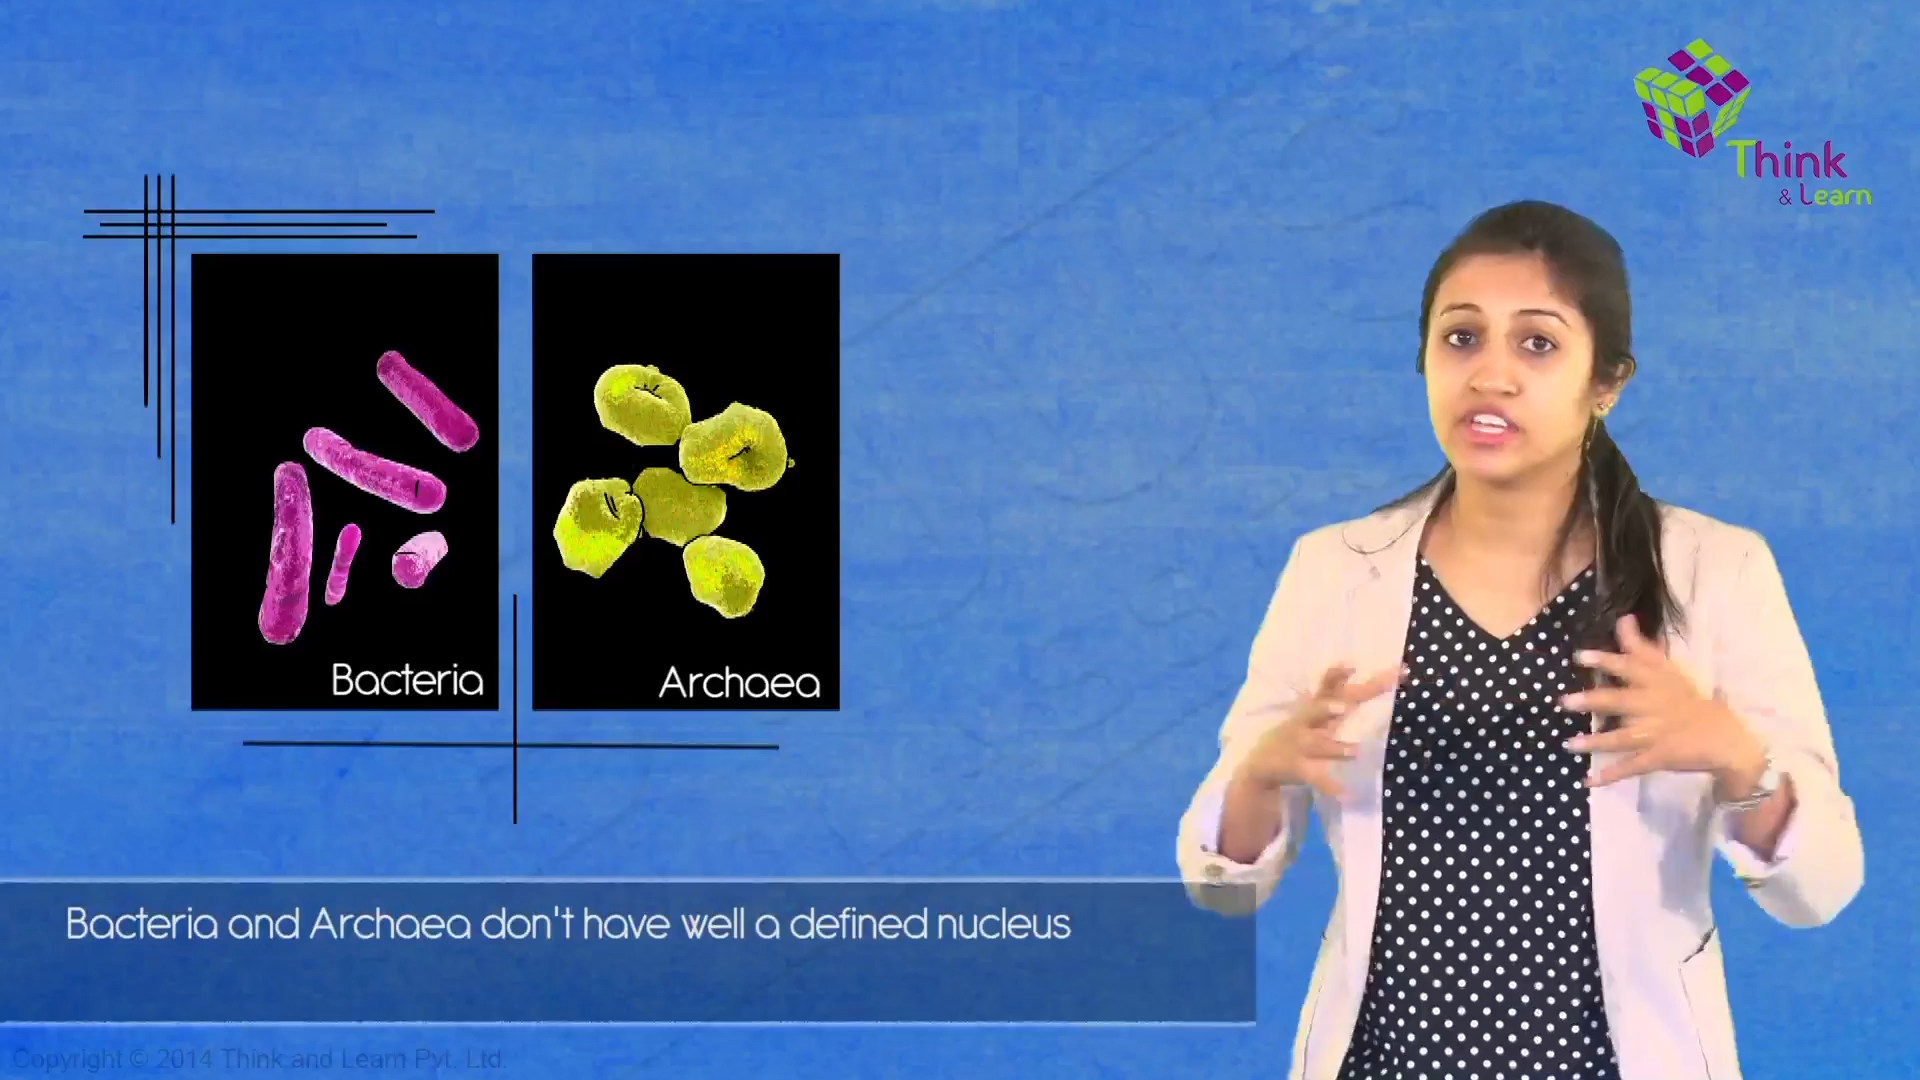 Think
& Learn
Bacteria
Archaea
Bacteria and Archaea don't have well a defined nucleus
Copyright © 2014 Think and Learn Pvt. Ltd.